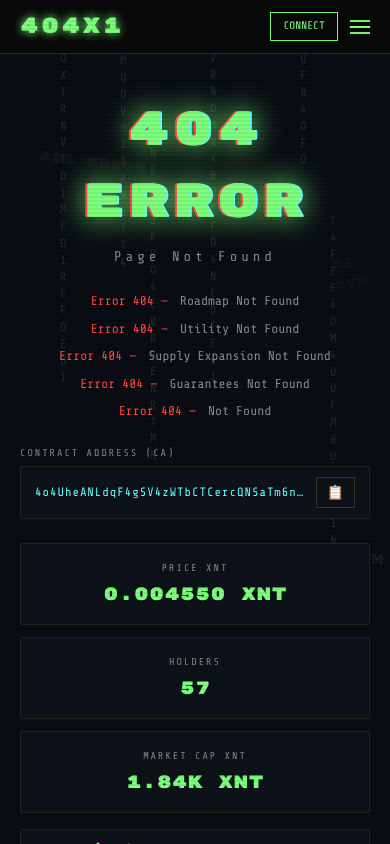 404X1
CONNECT
404
ERROR
Page Not Found
Error 404 — Roadmap Not Found
Error 404 — Utility Not Found
Error 404 — Supply Expansion Not Found
Error 404 — Guarantees Not Found
Error 404 — Not Found
CONTRACT ADDRESS (CA)
4o4UheANLdqF4gSV4zWTbCTCercQNSaTm6n…
PRICE XNT
0.004550 XNT
HOLDERS
57
MARKET CAP XNT
1.84K XNT